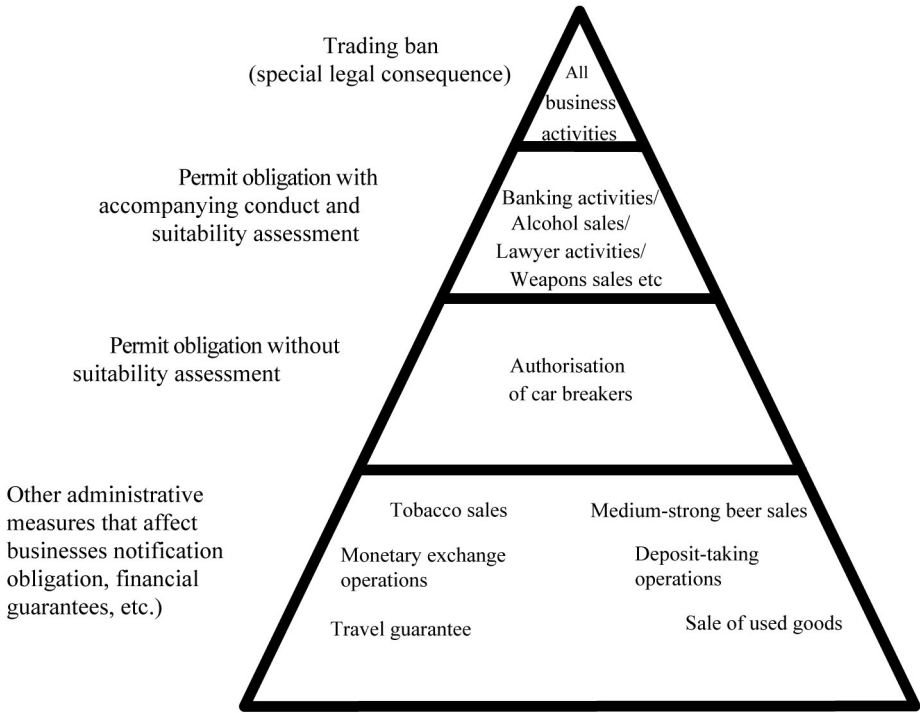 Trading ban
(special legal consequence)
All
business
activities
Permit obligation with
accompanying conduct and
suitability assessment
Banking activities/
Alcohol sales/
Lawyer activities/
Weapons sales etc
Permit obligation without
suitability assessment
Authorisation
of car breakers
Other administrative
measures that affect
businesses notification
obligation, financial
guarantees, etc.)
Tobacco sales
Medium-strong beer sales
Monetary exchange
operations
Deposit-taking
operations
Travel guarantee
Sale of used goods